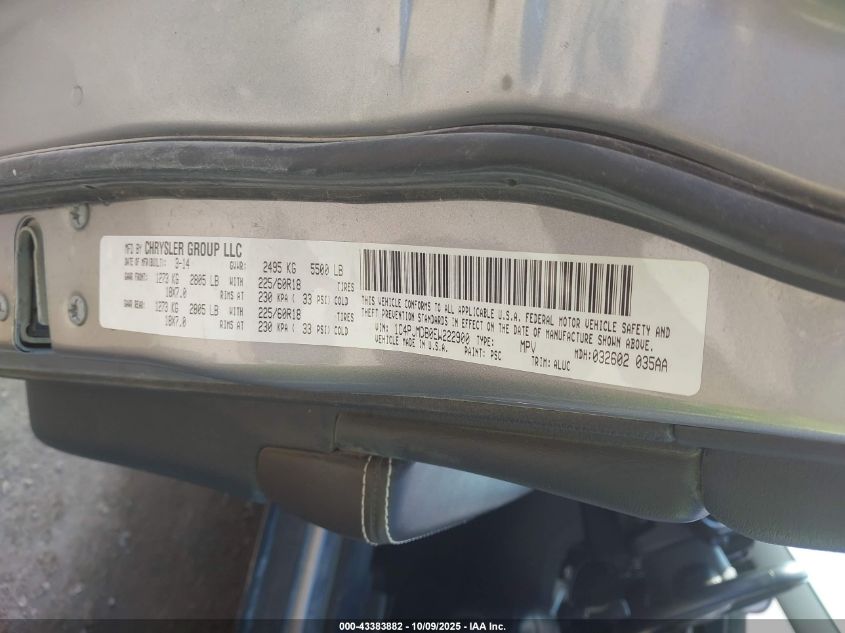 MFD BY CHRYSLER GROUP LLC
DATE OF MFR(BUILT): 3-14 GVWR: 2495 KG 5500 LB
GAWR FRONT: 1273 KG 2805 LB WITH 225/60R18 TIRES
18X7.0 RIMS AT 230 KPA ( 33 PSI) COLD
GAWR REAR: 1273 KG 2805 LB WITH 225/60R18 TIRES
18X7.0 RIMS AT 230 KPA ( 33 PSI) COLD
THIS VEHICLE CONFORMS TO ALL APPLICABLE U.S.A. FEDERAL MOTOR VEHICLE SAFETY AND
THEFT PREVENTION STANDARDS IN EFFECT ON THE DATE OF MANUFACTURE SHOWN ABOVE.
VIN: 1C4PJMDB0EW222900 TYPE: MPV MDH: 032602 035AA
VEHICLE MADE IN U.S.A. PAINT: PSC TRIM: ALUC
000-43383882 - 10/09/2025 - IAA Inc.